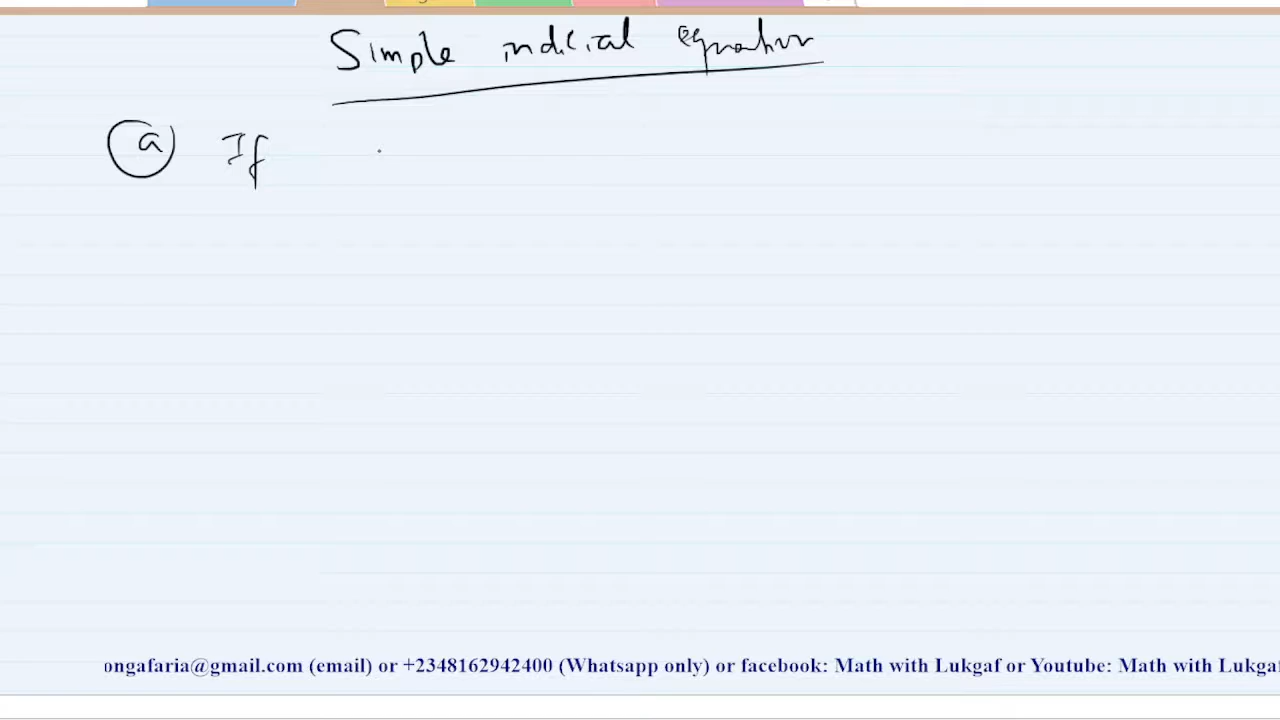 Simple indicial equation
a If
ongafaria@gmail.com (email) or +2348162942400 (Whatsapp only) or facebook: Math with Lukgaf or Youtube: Math with Lukgaf